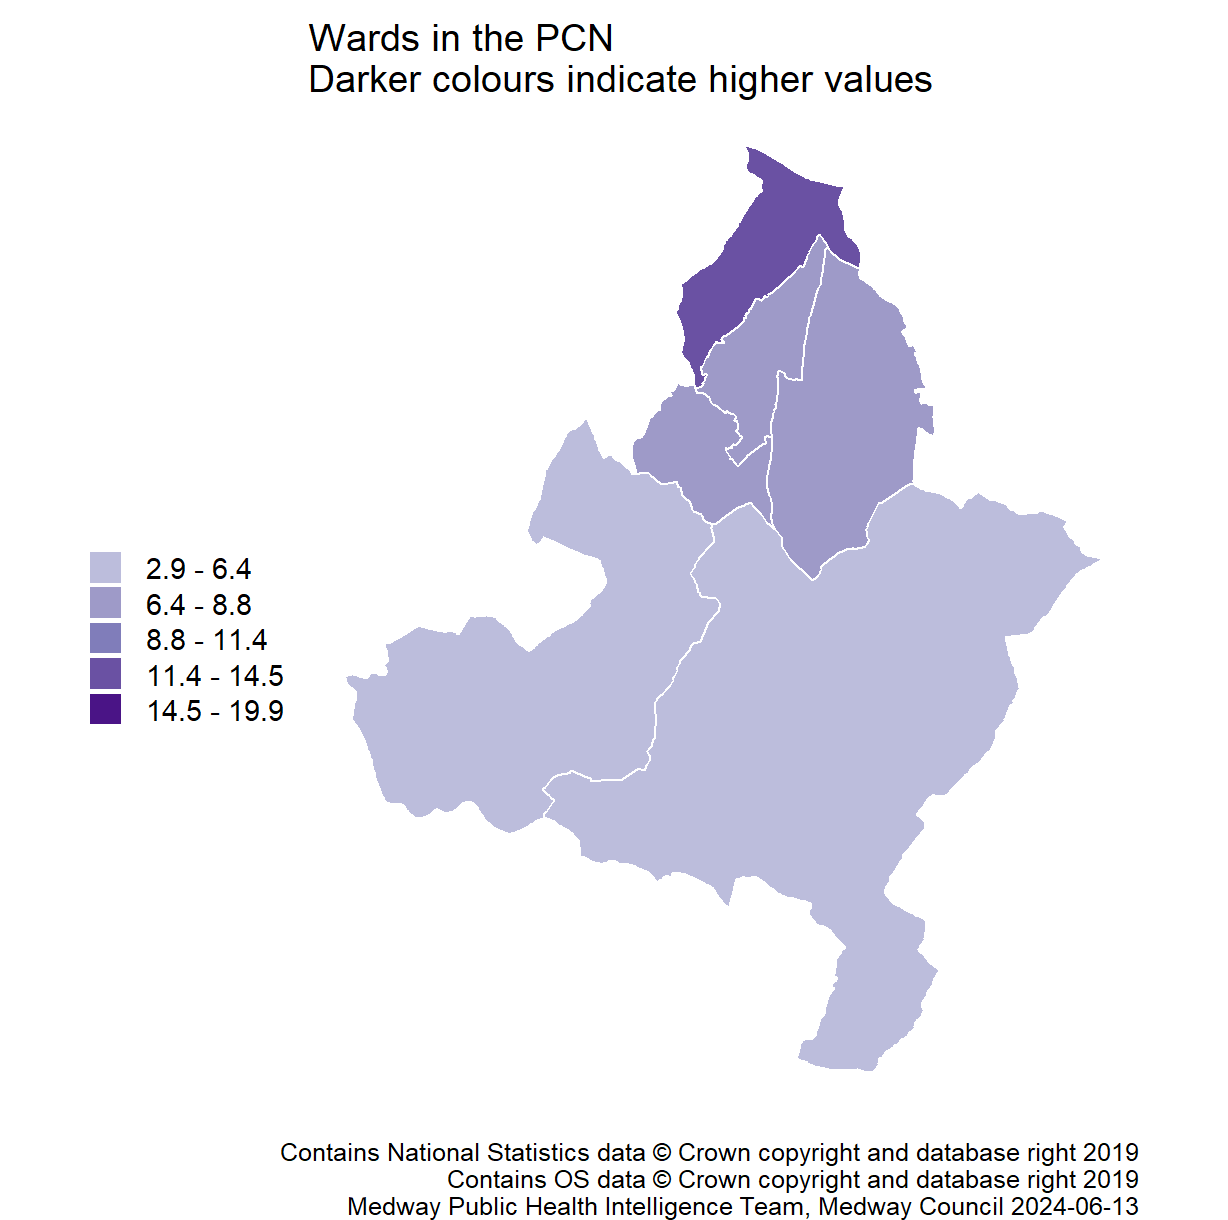 Wards in the PCN
Darker colours indicate higher values
2.9 - 6.4
6.4 - 8.8
8.8 - 11.4
11.4 - 14.5
14.5 - 19.9
Contains National Statistics data © Crown copyright and database right 2019
Contains OS data © Crown copyright and database right 2019
Medway Public Health Intelligence Team, Medway Council 2024-06-13